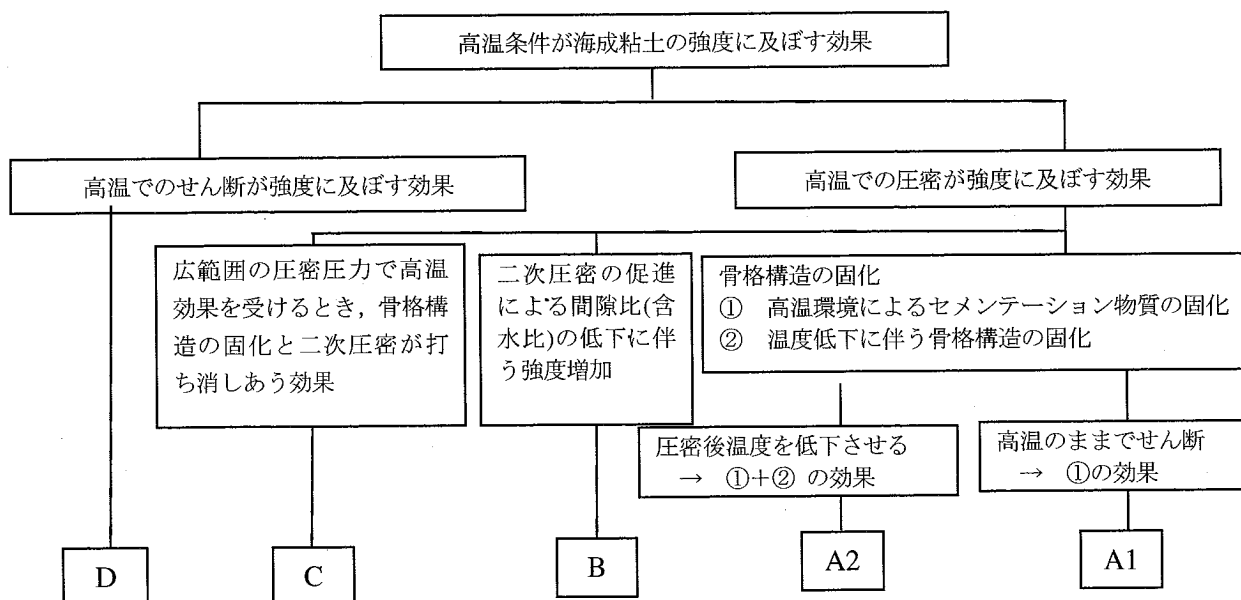 高温条件が海成粘土の強度に及ぼす効果
高温でのせん断が強度に及ぼす効果
高温での圧密が強度に及ぼす効果
広範囲の圧密圧力で高温
効果を受けるとき，骨格構
造の固化と二次圧密が打
ち消しあう効果
二次圧密の促進
による間隙比(含
水比)の低下に伴
う強度増加
骨格構造の固化
① 高温環境によるセメンテーション物質の固化
② 温度低下に伴う骨格構造の固化
圧密後温度を低下させる
→ ①＋② の効果
高温のままでせん断
→ ①の効果
D
C
B
A2
A1